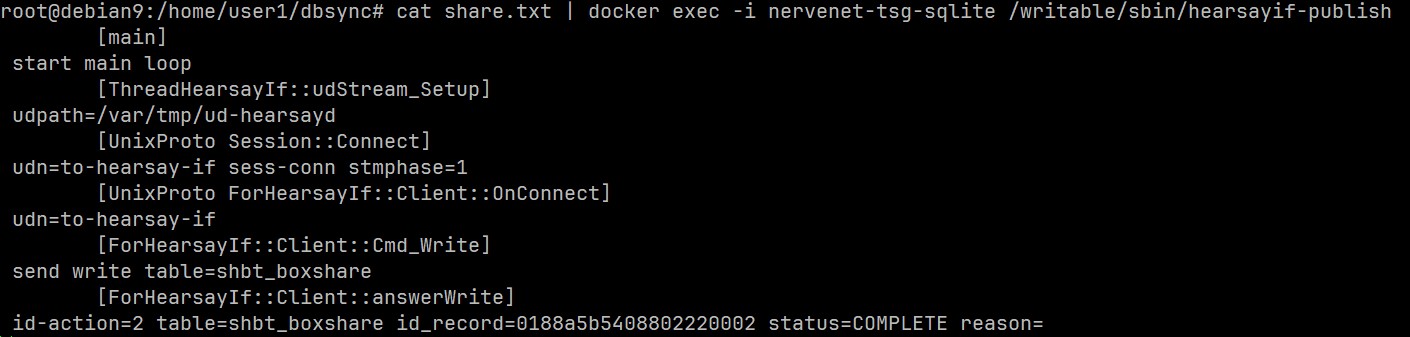 root@debian9:/home/user1/dbsync# cat share.txt | docker exec -i nervenet-tsg-sqlite /writable/sbin/hearsayif-publish
[main]
start main loop
[ThreadHearsayIf::udStream_Setup]
udpath=/var/tmp/ud-hearsayd
[UnixProto Session::Connect]
udn=to-hearsay-if sess-conn stmphase=1
[UnixProto ForHearsayIf::Client::OnConnect]
udn=to-hearsay-if
[ForHearsayIf::Client::Cmd_Write]
send write table=shbt_boxshare
[ForHearsayIf::Client::answerWrite]
id-action=2 table=shbt_boxshare id_record=0188a5b5408802220002 status=COMPLETE reason=